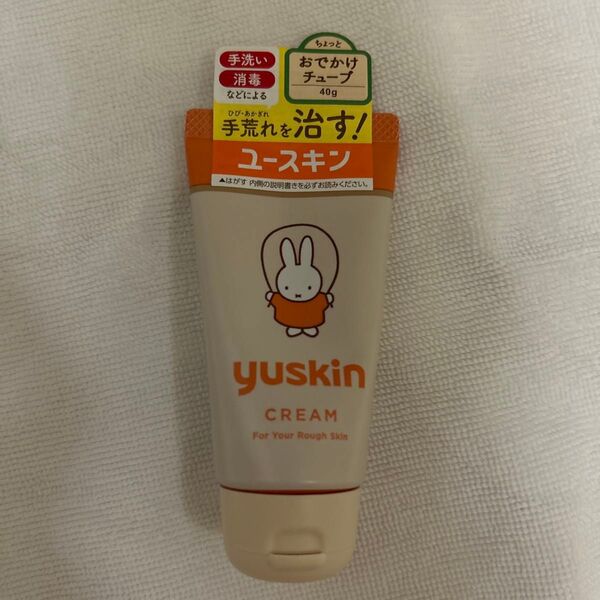 手洗い
消毒
などによる
ちょっと
おでかけ
チューブ
40g
ひび・あかぎれ
手荒れを治す!
ユースキン
▲はがす 内側の説明書きを必ずお読みください。
yuskin
CREAM
For Your Rough Skin